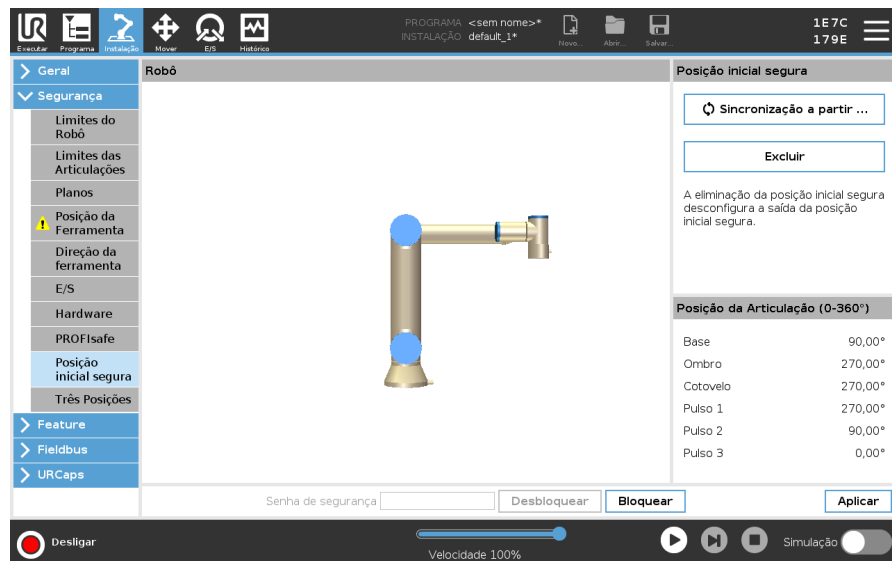 Executar
Programa
Instalação
Mover
E/S
Histórico
PROGRAMA <sem nome>*
INSTALAÇÃO default_1*
Novo...
Abrir...
Salvar...
1E7C
179E
Geral
Segurança
Limites do
Robô
Limites das
Articulações
Planos
Posição da
Ferramenta
Direção da
ferramenta
E/S
Hardware
PROFIsafe
Posição
inicial segura
Três Posições
Feature
Fieldbus
URCaps
Robô
Posição inicial segura
Sincronização a partir ...
Excluir
A eliminação da posição inicial segura
desconfigura a saída da posição
inicial segura.
Posição da Articulação (0-360°)
Base 90,00°
Ombro 270,00°
Cotovelo 270,00°
Pulso 1 270,00°
Pulso 2 90,00°
Pulso 3 0,00°
Senha de segurança
Desbloquear
Bloquear
Aplicar
Desligar
Velocidade 100%
Simulação